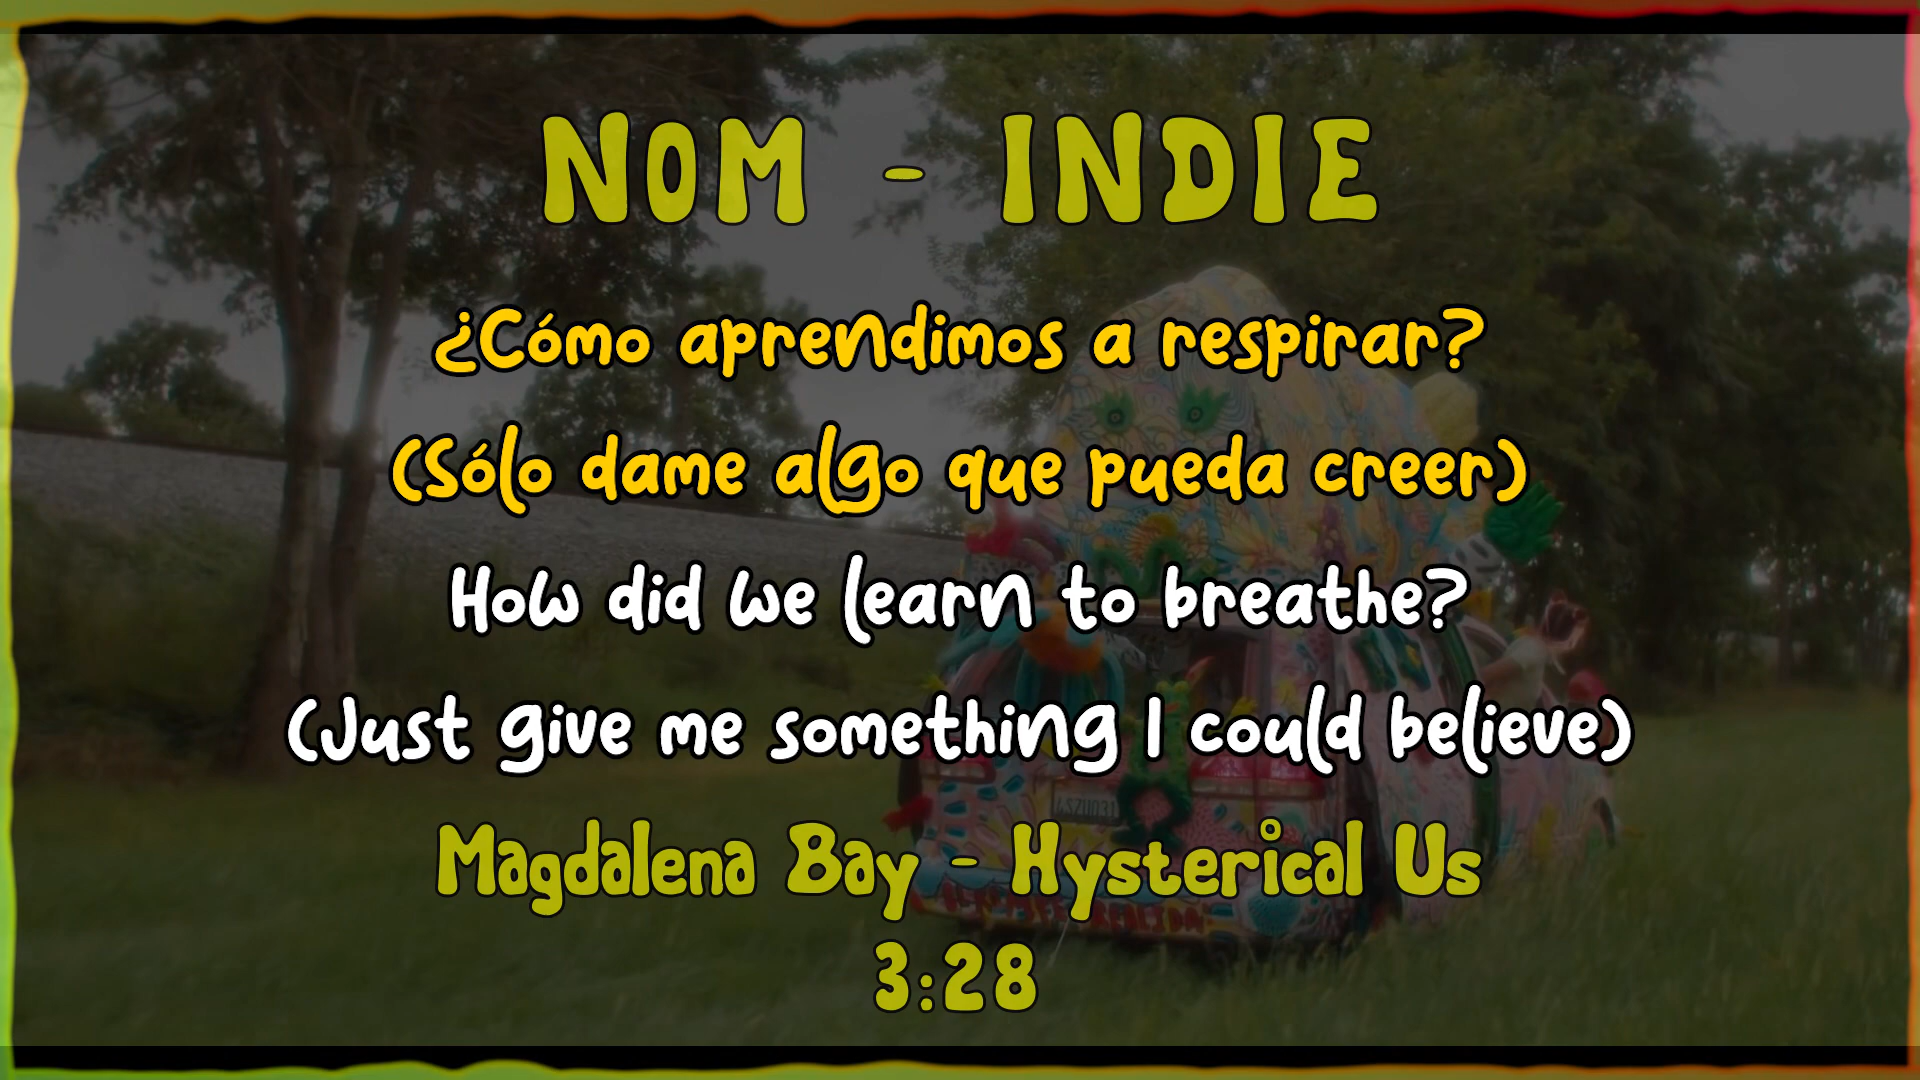 NOM - INDIE
¿Cómo aprendimos a respirar?
(Sólo dame algo que pueda creer)
How did we learn to breathe?
(Just give me something I could believe)
Magdalena Bay - Hysterical Us
3:28